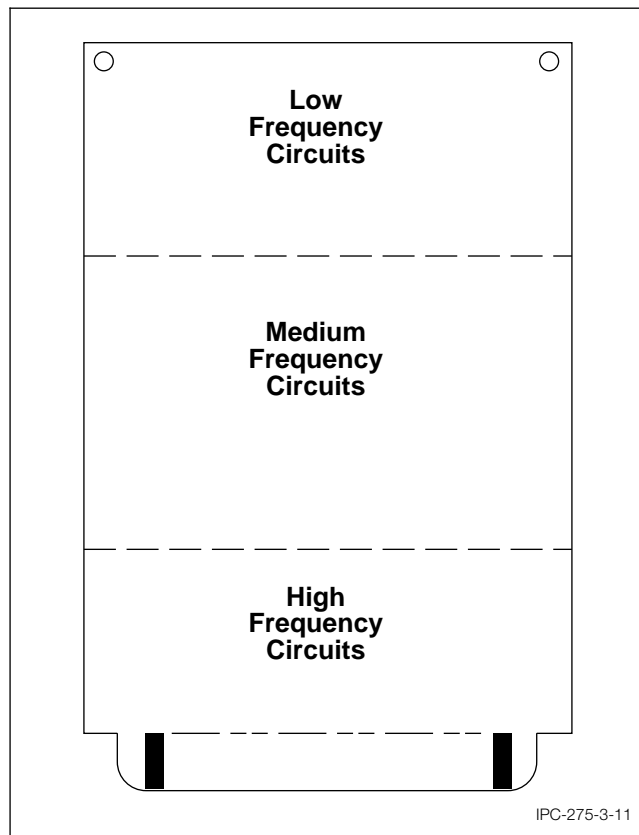 Low
Frequency
Circuits
Medium
Frequency
Circuits
High
Frequency
Circuits
IPC-275-3-11